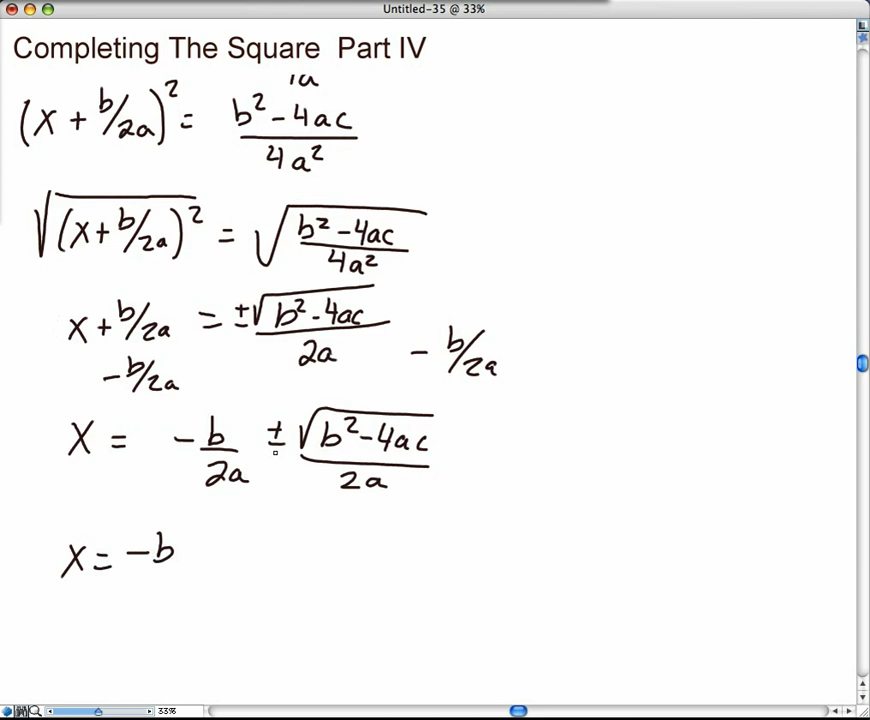 Untitled-35 @ 33%
Completing The Square Part IV
(x + b/2a)² = b² - 4ac / 4a²
√(x + b/2a)² = √b² - 4ac / 4a²
x + b/2a = ±√b² - 4ac / 2a - b/2a
- b/2a
x = - b/2a ± √b² - 4ac / 2a
x = - b
33%